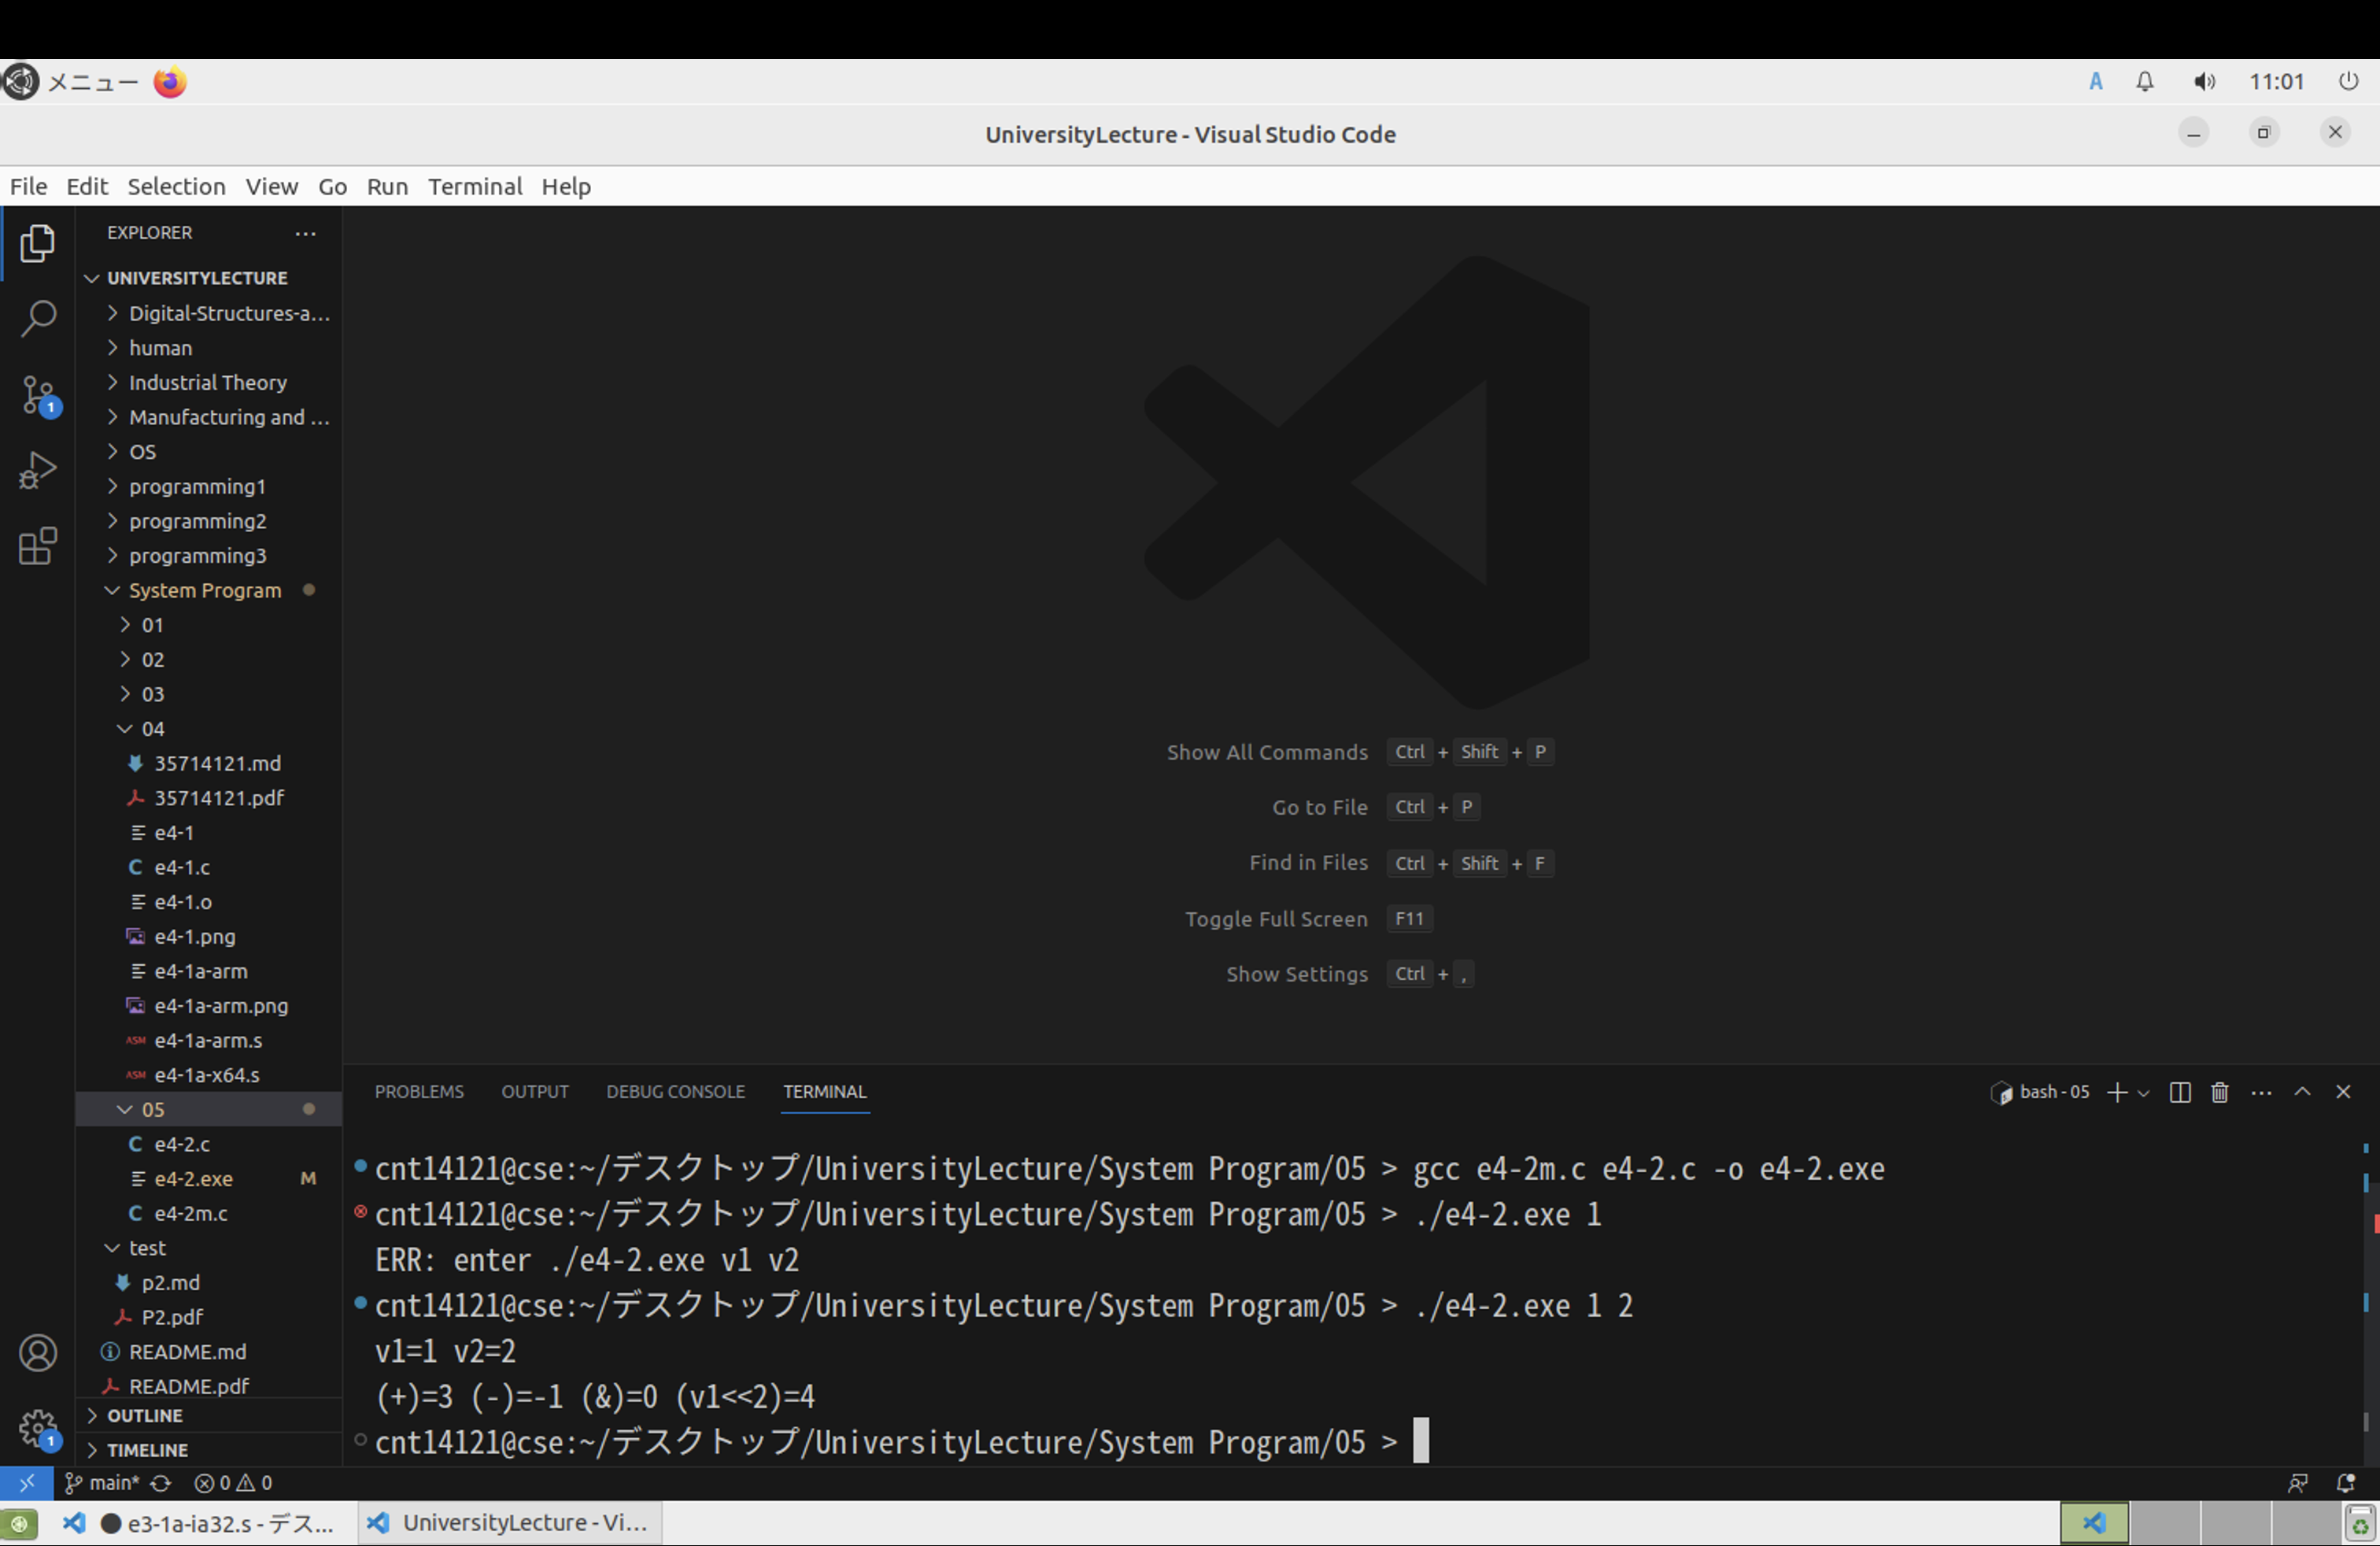 メニュー
A
11:01
UniversityLecture - Visual Studio Code
File Edit Selection View Go Run Terminal Help
EXPLORER
UNIVERSITYLECTURE
Digital-Structures-a...
human
Industrial Theory
Manufacturing and ...
OS
programming1
programming2
programming3
System Program
01
02
03
04
35714121.md
35714121.pdf
e4-1
e4-1.c
e4-1.o
e4-1.png
e4-1a-arm
e4-1a-arm.png
ASM e4-1a-arm.s
ASM e4-1a-x64.s
05
C e4-2.c
e4-2.exe M
C e4-2m.c
test
p2.md
P2.pdf
README.md
README.pdf
OUTLINE
TIMELINE
1
1
Show All Commands Ctrl + Shift + P
Go to File Ctrl + P
Find in Files Ctrl + Shift + F
Toggle Full Screen F11
Show Settings Ctrl + ,
PROBLEMS OUTPUT DEBUG CONSOLE TERMINAL
bash - 05
cnt14121@cse:~/デスクトップ/UniversityLecture/System Program/05 > gcc e4-2m.c e4-2.c -o e4-2.exe
cnt14121@cse:~/デスクトップ/UniversityLecture/System Program/05 > ./e4-2.exe 1
ERR: enter ./e4-2.exe v1 v2
cnt14121@cse:~/デスクトップ/UniversityLecture/System Program/05 > ./e4-2.exe 1 2
v1=1 v2=2
(+)=3 (-)=-1 (&)=0 (v1<<2)=4
cnt14121@cse:~/デスクトップ/UniversityLecture/System Program/05 >
main* 0 0
e3-1a-ia32.s - デス...
UniversityLecture - Vi...